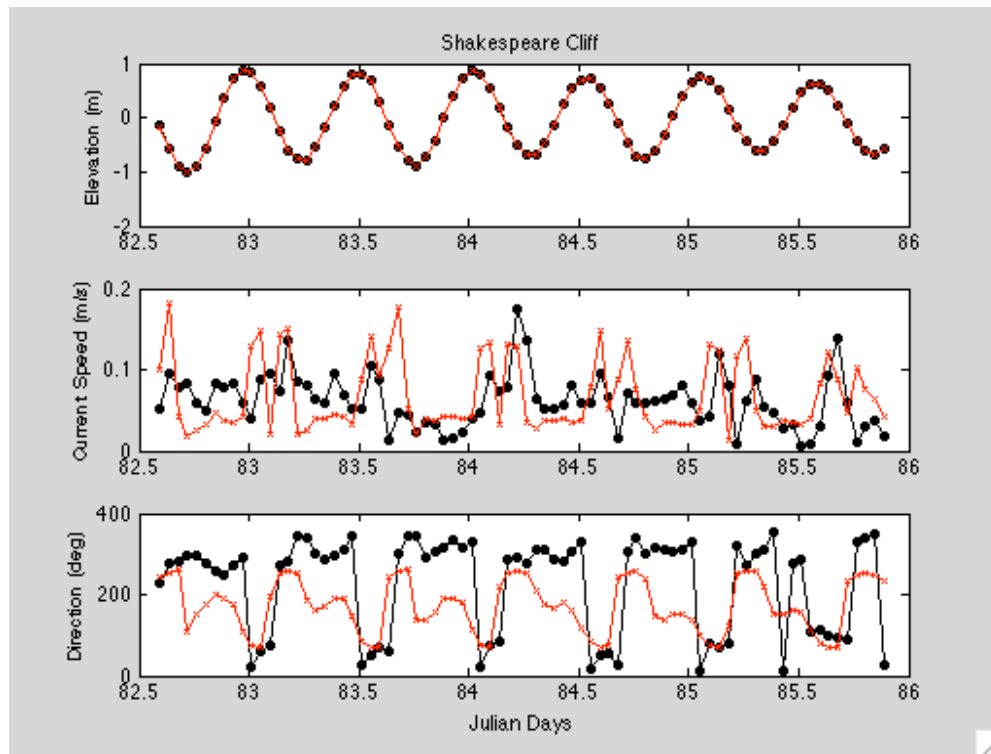 Shakespeare Cliff
Elevation (m)
1
0
-1
-2
82.5 83 83.5 84 84.5 85 85.5 86
Current Speed (m/s)
0.2
0.1
0
82.5 83 83.5 84 84.5 85 85.5 86
Direction (deg)
400
200
0
82.5 83 83.5 84 84.5 85 85.5 86
Julian Days